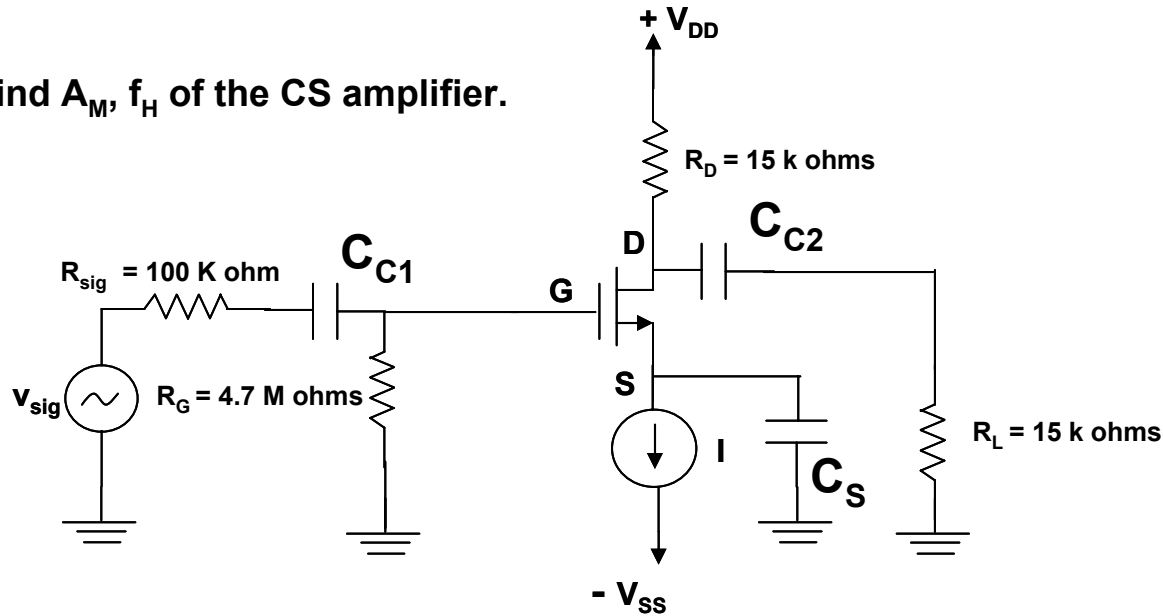 + V_DD
ind A_M, f_H of the CS amplifier.
R_D = 15 k ohms
C_C2
D
C_C1
R_sig = 100 K ohm
G
S
v_sig
R_G = 4.7 M ohms
I
R_L = 15 k ohms
C_S
- V_SS